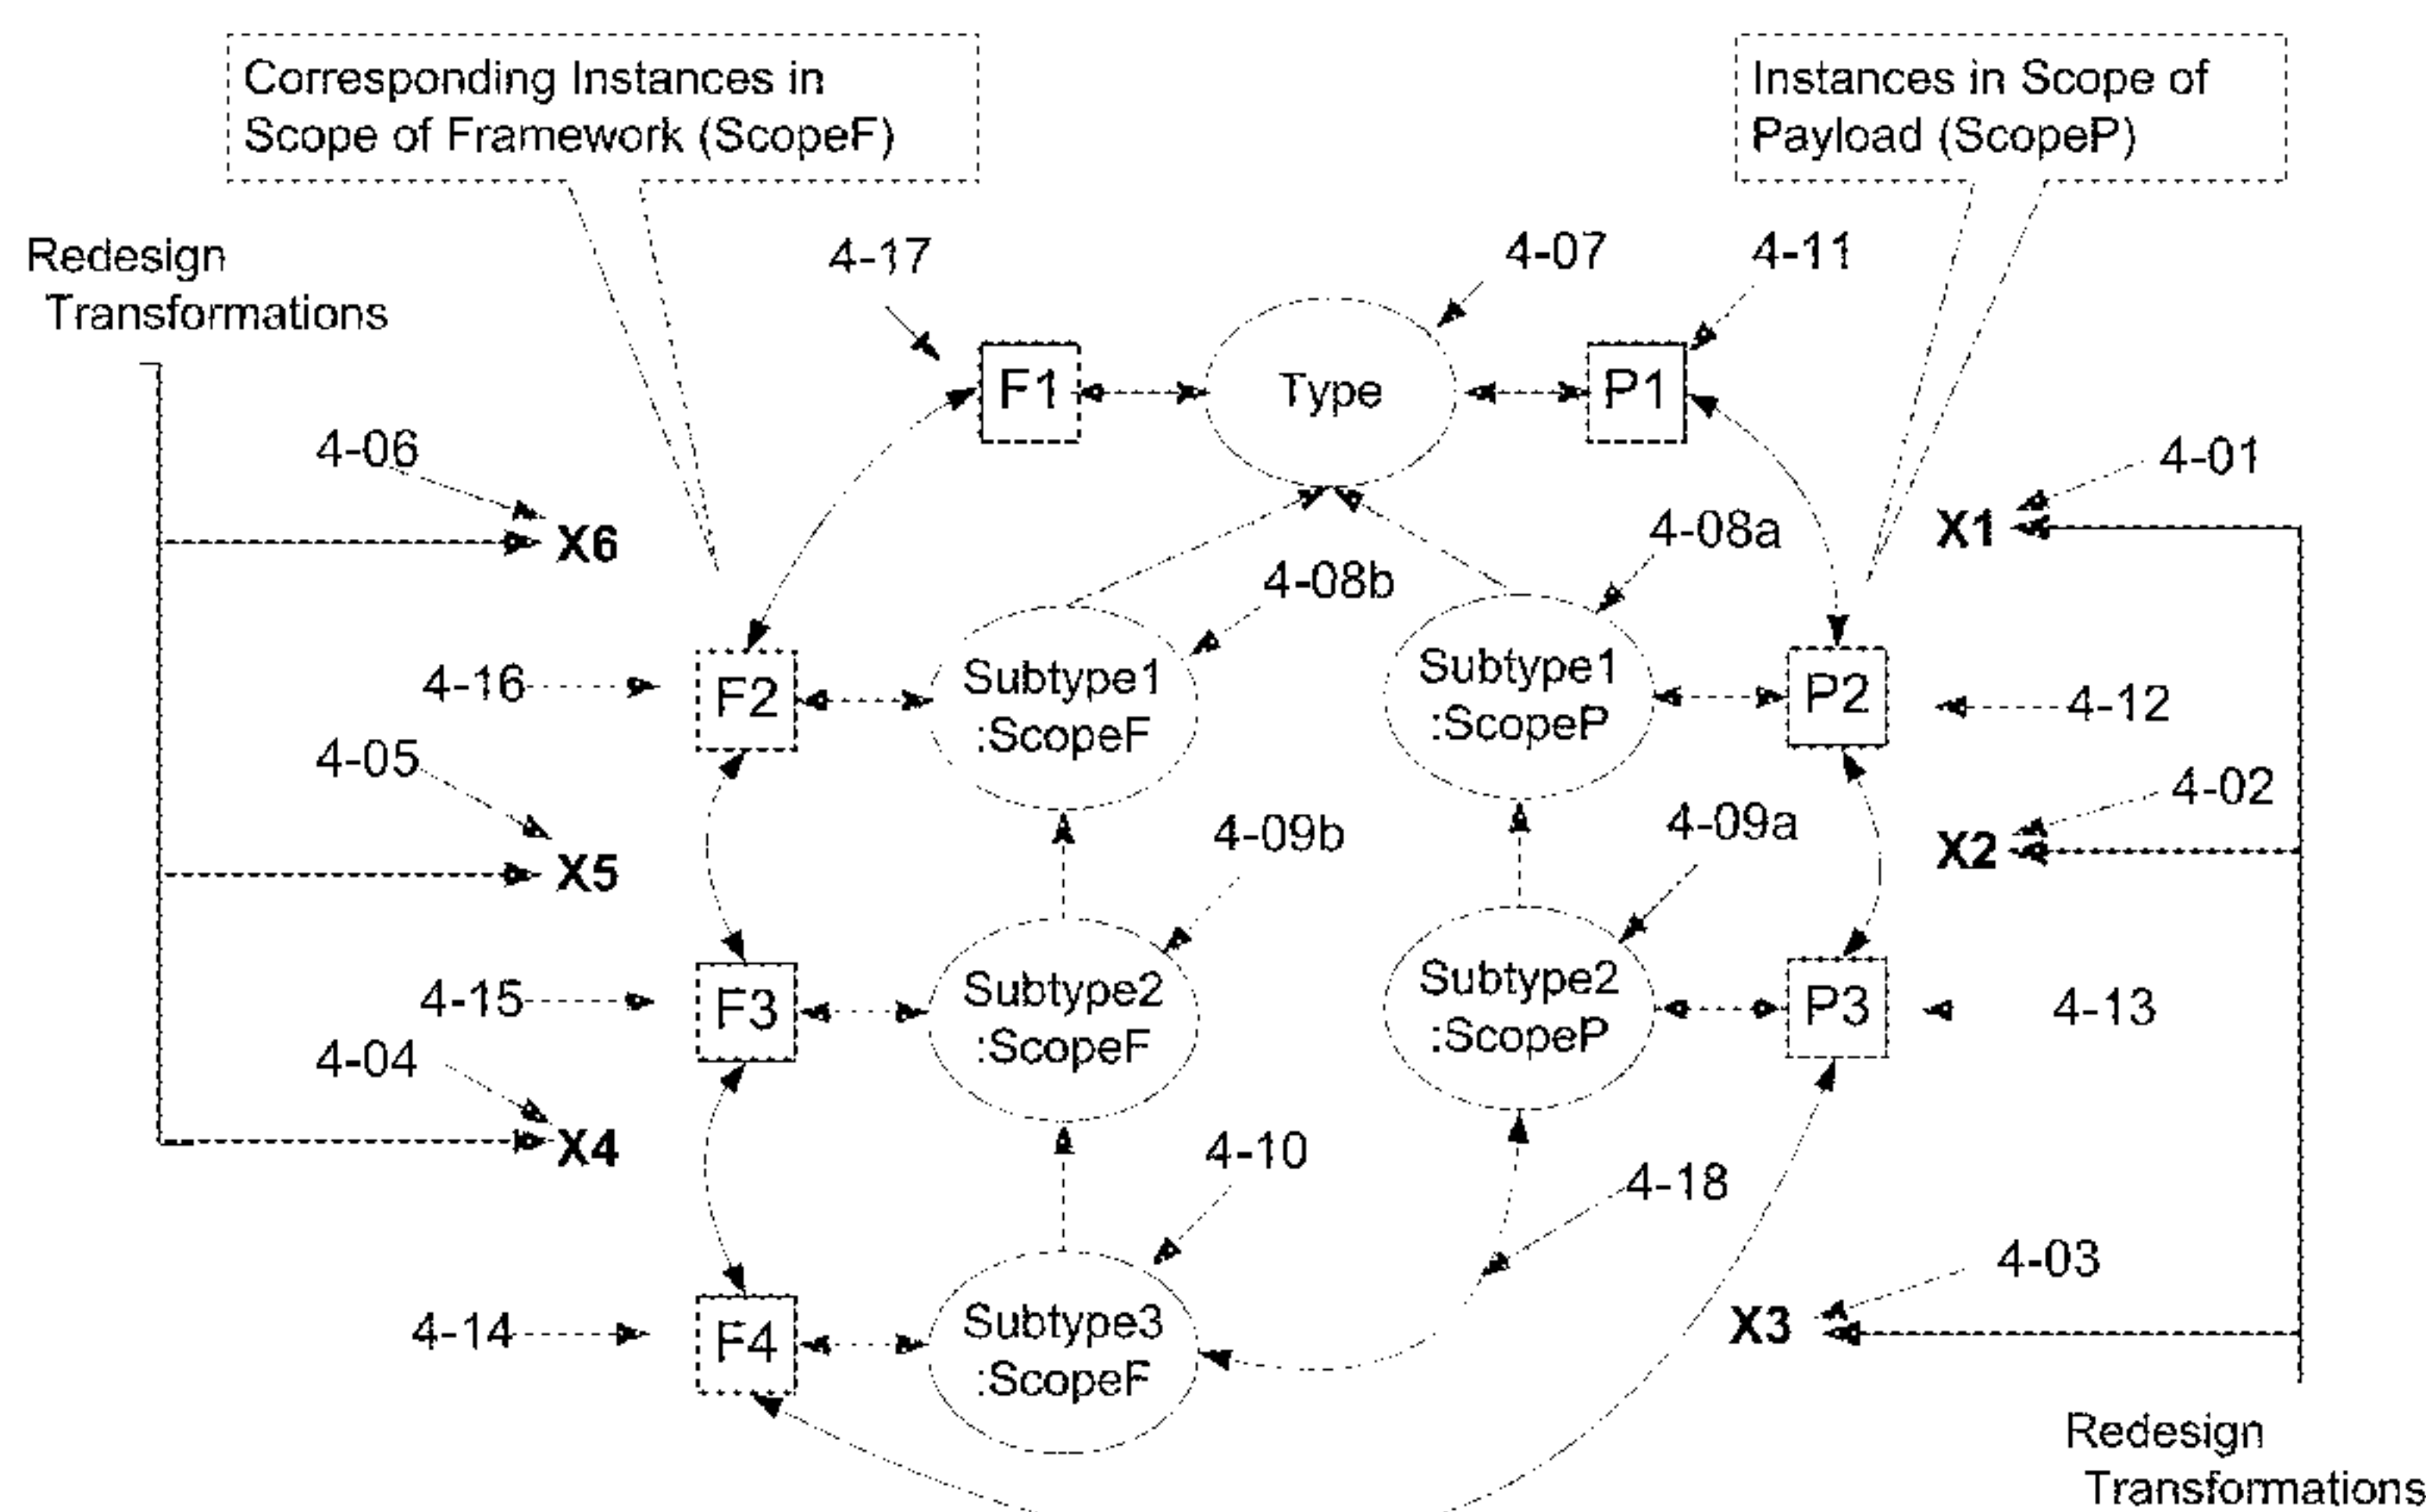 Corresponding Instances in
Scope of Framework (ScopeF)
Instances in Scope of
Payload (ScopeP)
Redesign
Transformations
4-17
4-07
4-11
F1
Type
P1
4-06
X6
4-01
X1
4-08a
4-08b
4-16
F2
Subtype1
:ScopeF
Subtype1
:ScopeP
P2
4-12
4-05
X5
4-02
X2
4-09b
4-09a
4-15
F3
Subtype2
:ScopeF
Subtype2
:ScopeP
P3
4-13
4-04
X4
4-10
4-18
4-03
X3
4-14
F4
Subtype3
:ScopeF
Redesign
Transformations